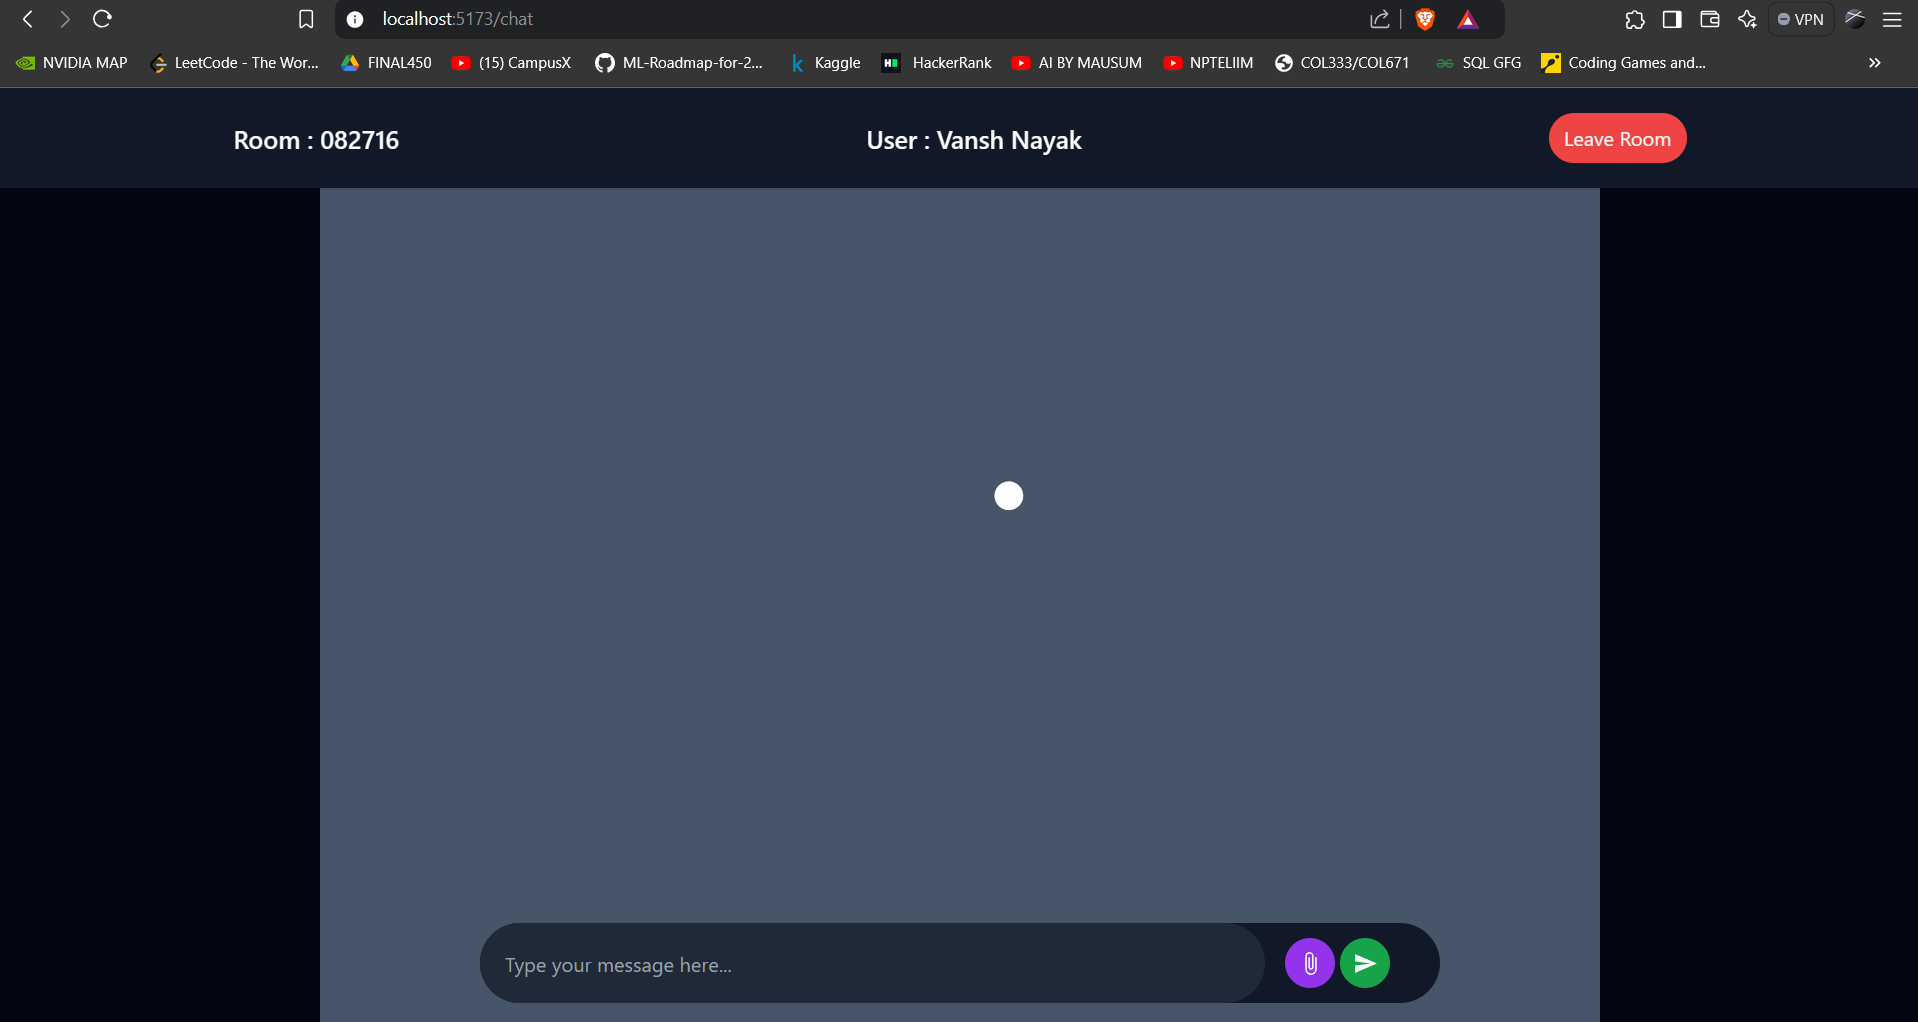 localhost:5173/chat
VPN
NVIDIA MAP LeetCode - The Wor... FINAL450 (15) CampusX ML-Roadmap-for-2... Kaggle HackerRank AI BY MAUSUM NPTELIIM COL333/COL671 SQL GFG Coding Games and...
Room : 082716 User : Vansh Nayak Leave Room
Type your message here...